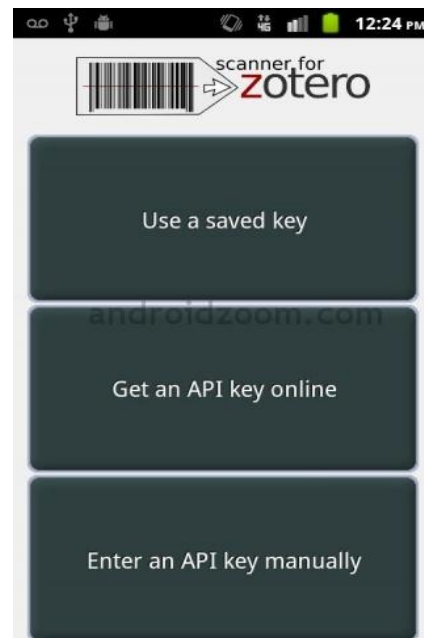 4G 12:24 PM
scanner for
zotero
Use a saved key
androidzoom.com
Get an API key online
Enter an API key manually